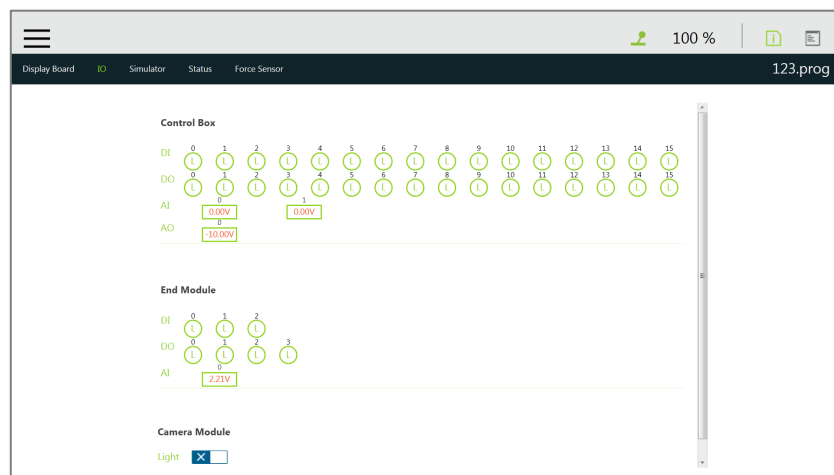 100 %
Display Board IO Simulator Status Force Sensor 123.prog
Control Box
0 1 2 3 4 5 6 7 8 9 10 11 12 13 14 15
DI L L L L L L L L L L L L L L L L
0 1 2 3 4 5 6 7 8 9 10 11 12 13 14 15
DO L L L L L L L L L L L L L L L L
0 1
AI 0.00V 0.00V
0
AO -10.00V
End Module
0 1 2
DI L L L
0 1 2 3
DO L L L L
0
AI 2.21V
Camera Module
Light